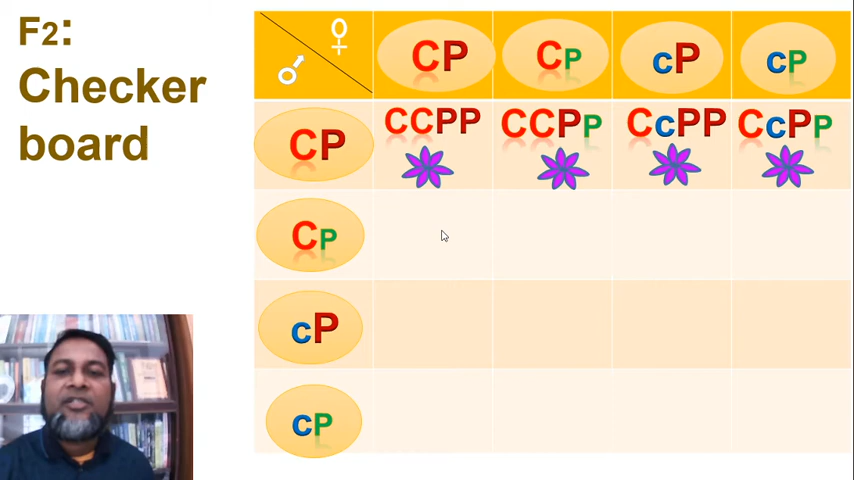 F2:
Checker
board
♀
♂
CP Cp cP cp
CP CCPP CCPp CcPP CcPp
Cp
cP
cp